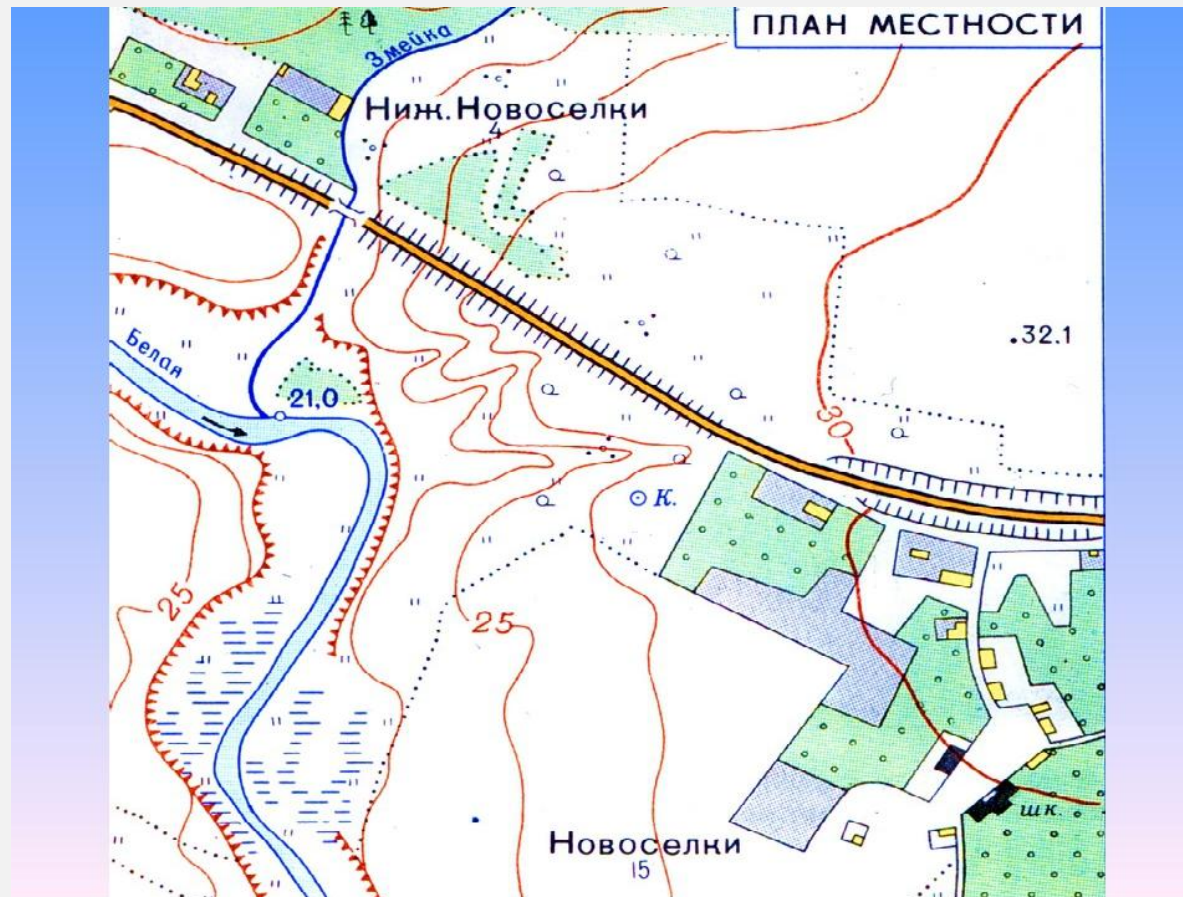 ПЛАН МЕСТНОСТИ
Змейка
Ниж. Новоселки
4
32.1
Белая
21,0
30
К.
25
25
шк.
Новоселки
15